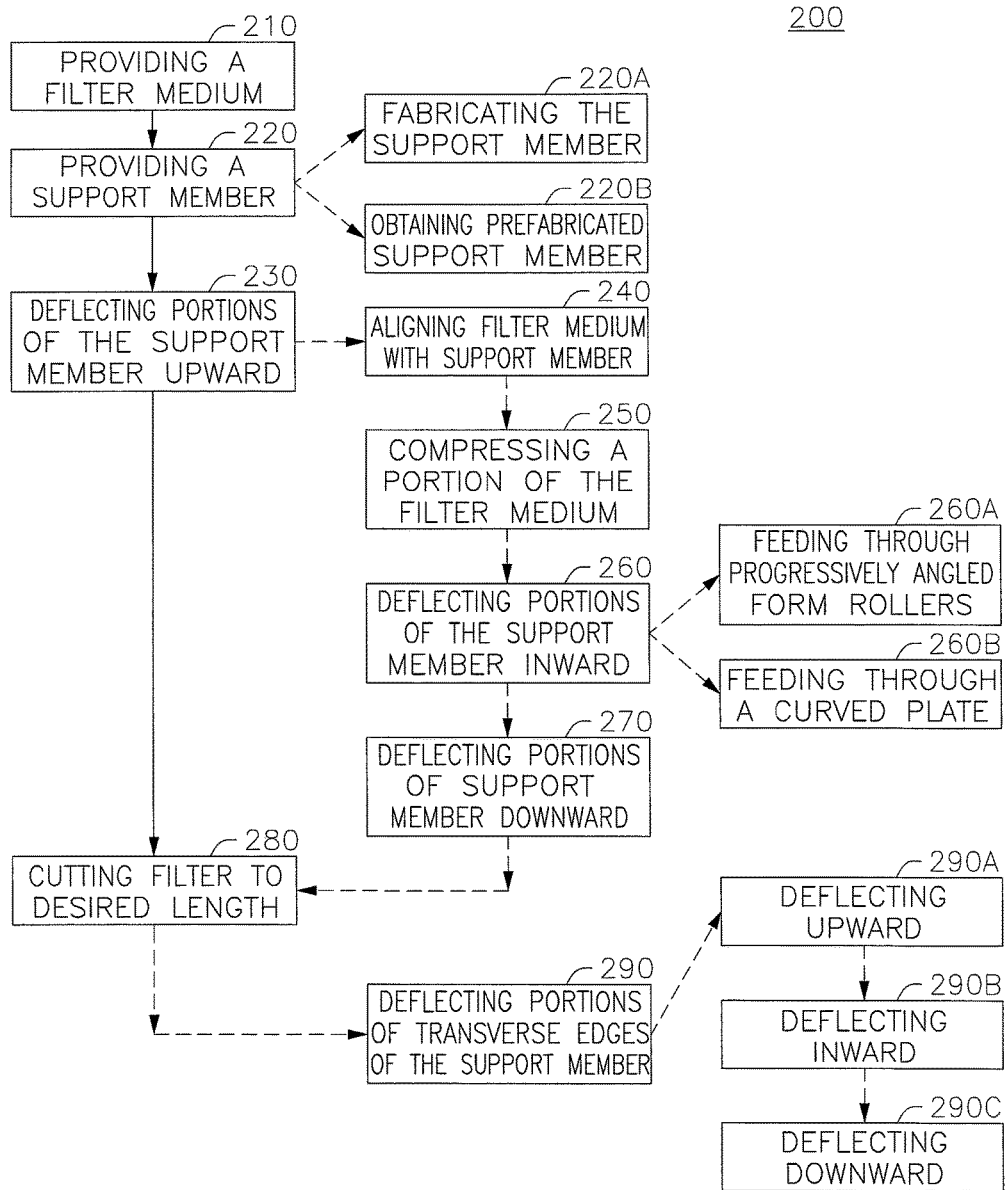 200
210
PROVIDING A
FILTER MEDIUM
220
PROVIDING A
SUPPORT MEMBER
220A
FABRICATING THE
SUPPORT MEMBER
220B
OBTAINING PREFABRICATED
SUPPORT MEMBER
230
DEFLECTING PORTIONS
OF THE SUPPORT
MEMBER UPWARD
240
ALIGNING FILTER MEDIUM
WITH SUPPORT MEMBER
250
COMPRESSING A
PORTION OF THE
FILTER MEDIUM
260
DEFLECTING PORTIONS
OF THE SUPPORT
MEMBER INWARD
260A
FEEDING THROUGH
PROGRESSIVELY ANGLED
FORM ROLLERS
260B
FEEDING THROUGH
A CURVED PLATE
270
DEFLECTING PORTIONS
OF SUPPORT
MEMBER DOWNWARD
280
CUTTING FILTER TO
DESIRED LENGTH
290
DEFLECTING PORTIONS
OF TRANSVERSE EDGES
OF THE SUPPORT MEMBER
290A
DEFLECTING
UPWARD
290B
DEFLECTING
INWARD
290C
DEFLECTING
DOWNWARD